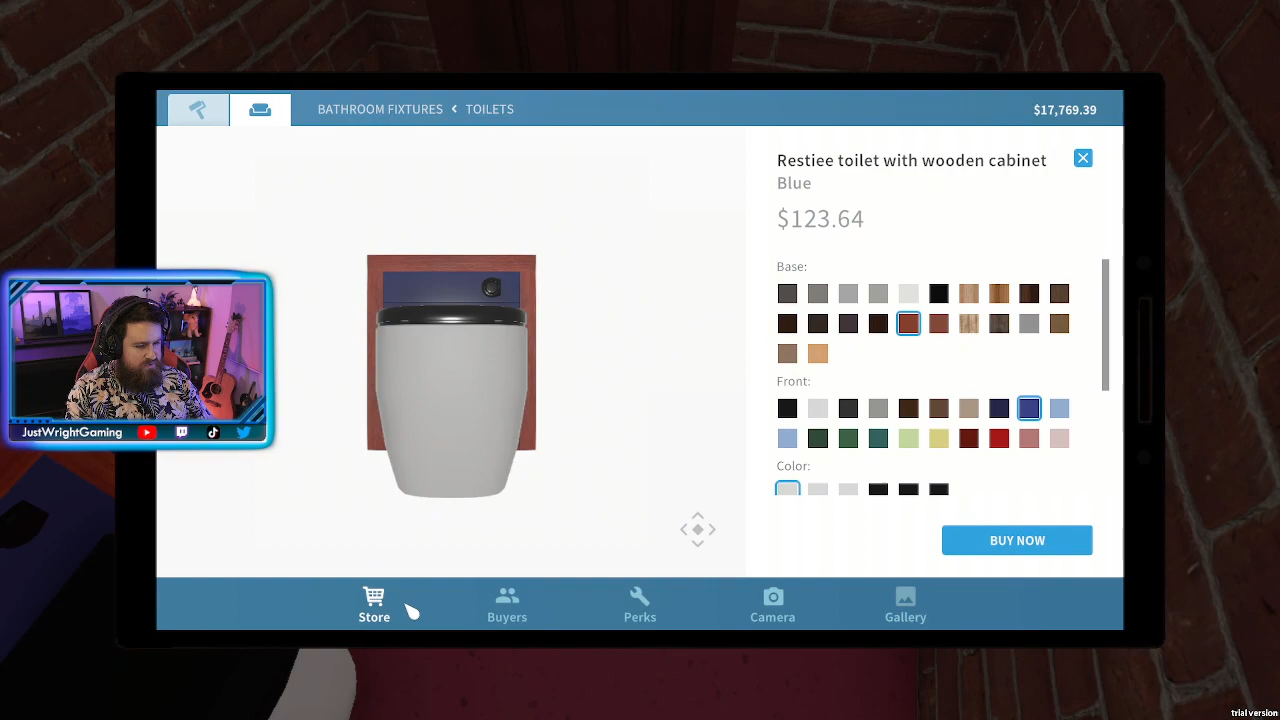 BATHROOM FIXTURES < TOILETS
$17,769.39
Restiee toilet with wooden cabinet
Blue
$123.64
Base:
Front:
Color:
BUY NOW
JustWrightGaming
Store
Buyers
Perks
Camera
Gallery
trial version